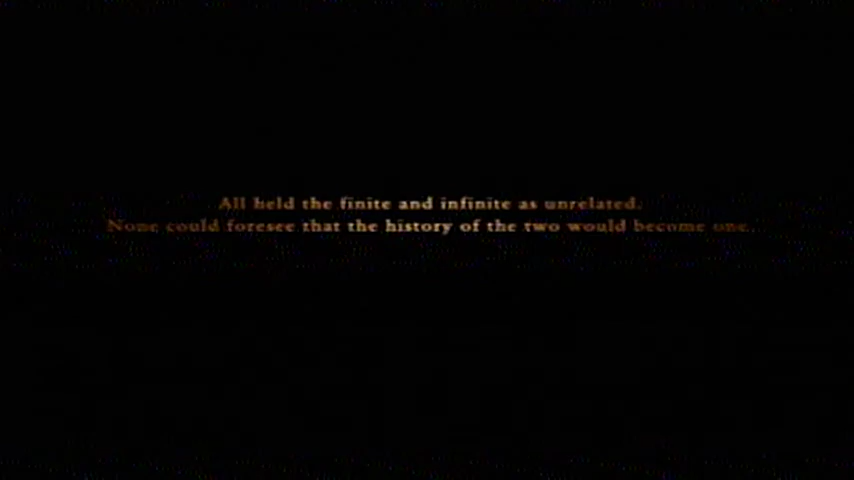 All held the finite and infinite as unrelated.
None could foresee that the history of the two would become one.